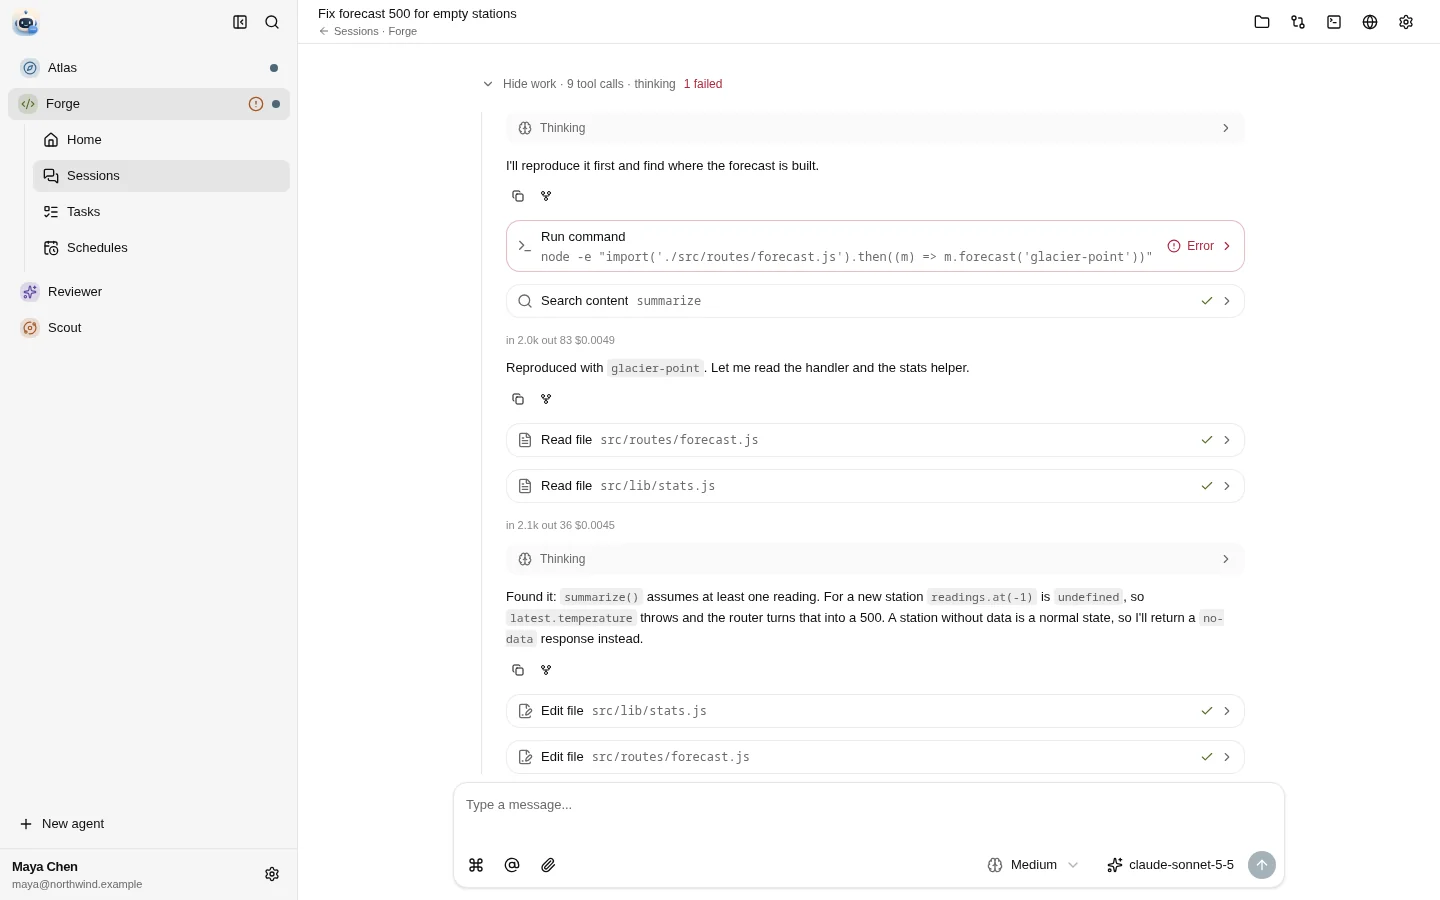 Fix forecast 500 for empty stations
Sessions · Forge
Atlas
Forge
Home
Sessions
Tasks
Schedules
Reviewer
Scout
New agent
Maya Chen
maya@northwind.example
Hide work · 9 tool calls · thinking 1 failed
Thinking
I'll reproduce it first and find where the forecast is built.
Run command
node -e "import('./src/routes/forecast.js').then((m) => m.forecast('glacier-point'))"
Error
Search content summarize
in 2.0k out 83 $0.0049
Reproduced with glacier-point. Let me read the handler and the stats helper.
Read file src/routes/forecast.js
Read file src/lib/stats.js
in 2.1k out 36 $0.0045
Thinking
Found it: summarize() assumes at least one reading. For a new station readings.at(-1) is undefined, so
latest.temperature throws and the router turns that into a 500. A station without data is a normal state, so I'll return a no-
data response instead.
Edit file src/lib/stats.js
Edit file src/routes/forecast.js
Type a message...
Medium
claude-sonnet-5-5